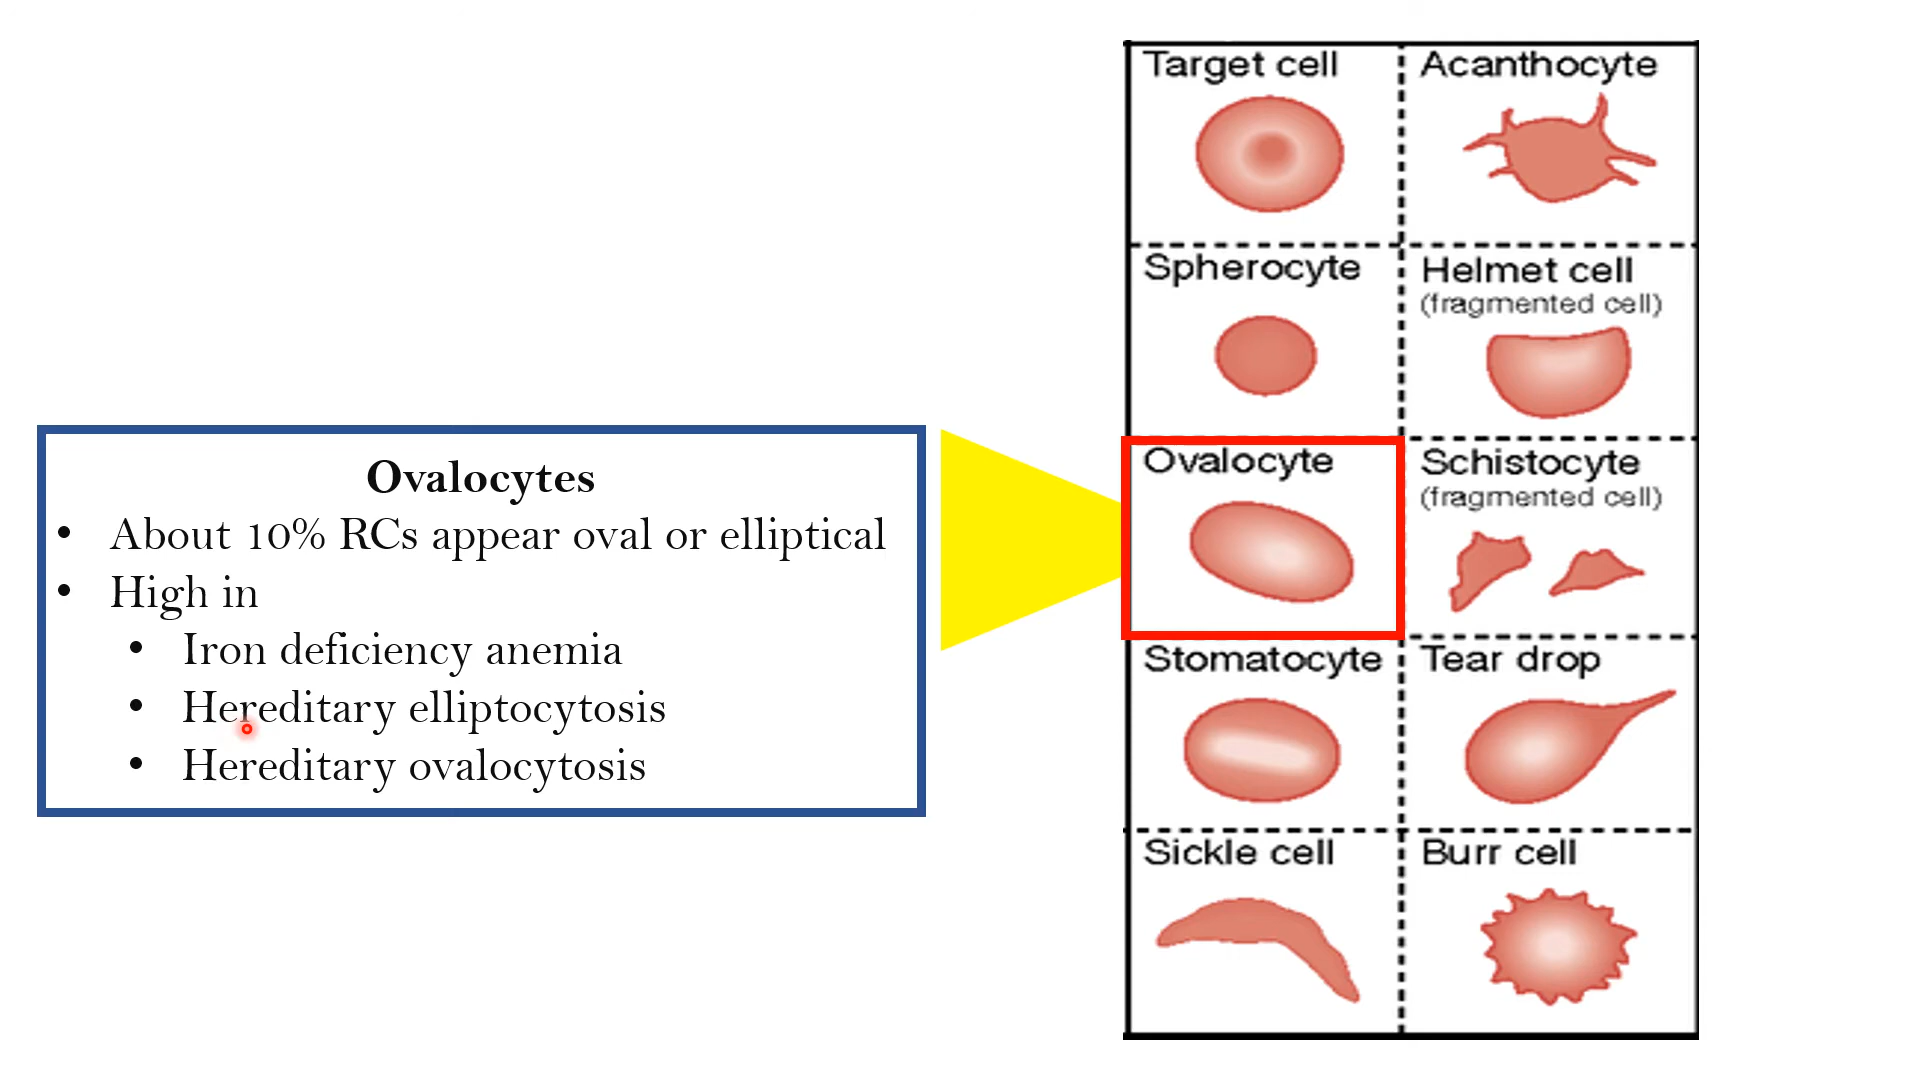 Ovalocytes
• About 10% RCs appear oval or elliptical
• High in
• Iron deficiency anemia
• Hereditary elliptocytosis
• Hereditary ovalocytosis
Target cell
Acanthocyte
Spherocyte
Helmet cell
(fragmented cell)
Ovalocyte
Schistocyte
(fragmented cell)
Stomatocyte
Tear drop
Sickle cell
Burr cell